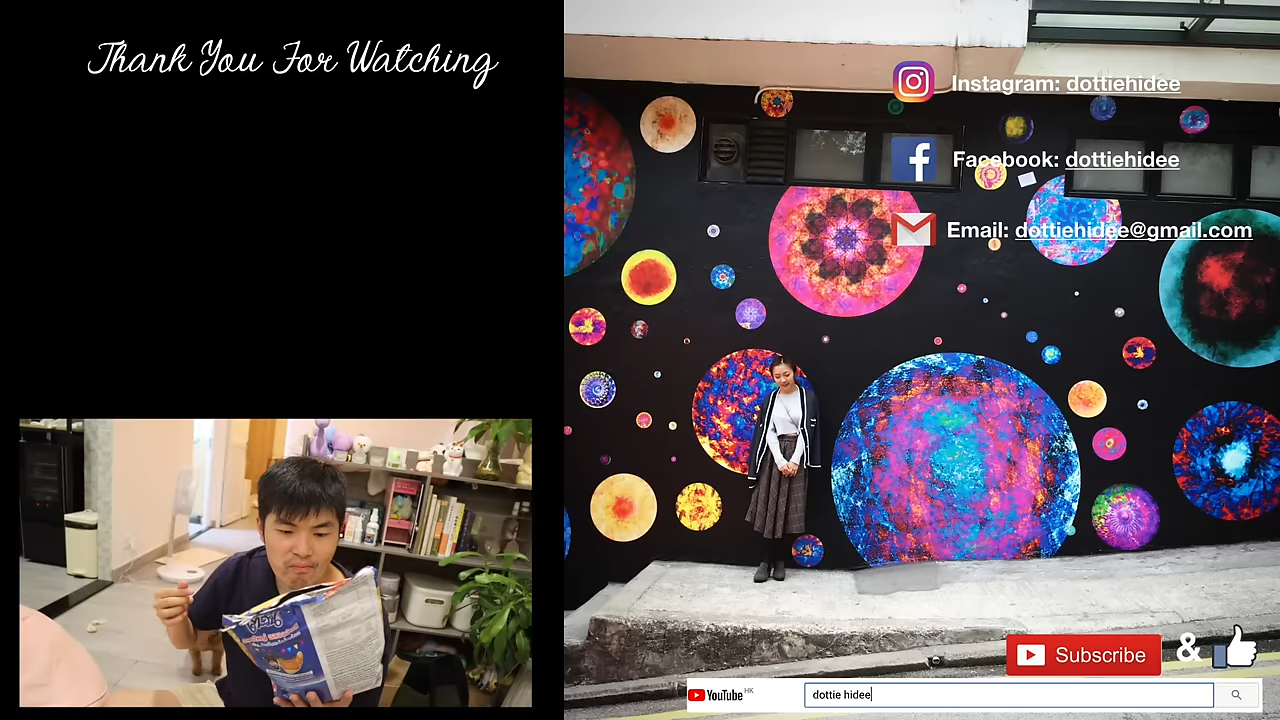 Thank You For Watching
Instagram: dottiehidee
Facebook: dottiehidee
Email: dottiehidee@gmail.com
Subscribe
&
YouTube HK
dottie hidee